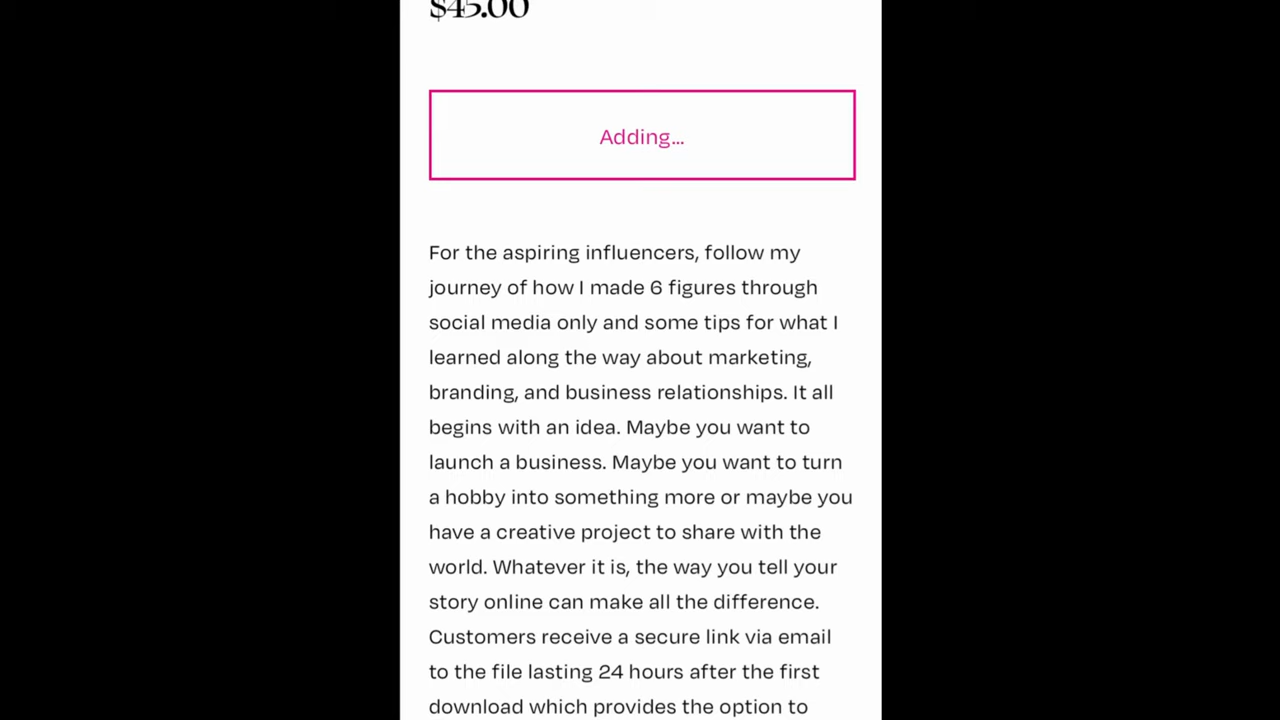 $45.00
Adding...
For the aspiring influencers, follow my
journey of how I made 6 figures through
social media only and some tips for what I
learned along the way about marketing,
branding, and business relationships. It all
begins with an idea. Maybe you want to
launch a business. Maybe you want to turn
a hobby into something more or maybe you
have a creative project to share with the
world. Whatever it is, the way you tell your
story online can make all the difference.
Customers receive a secure link via email
to the file lasting 24 hours after the first
download which provides the option to